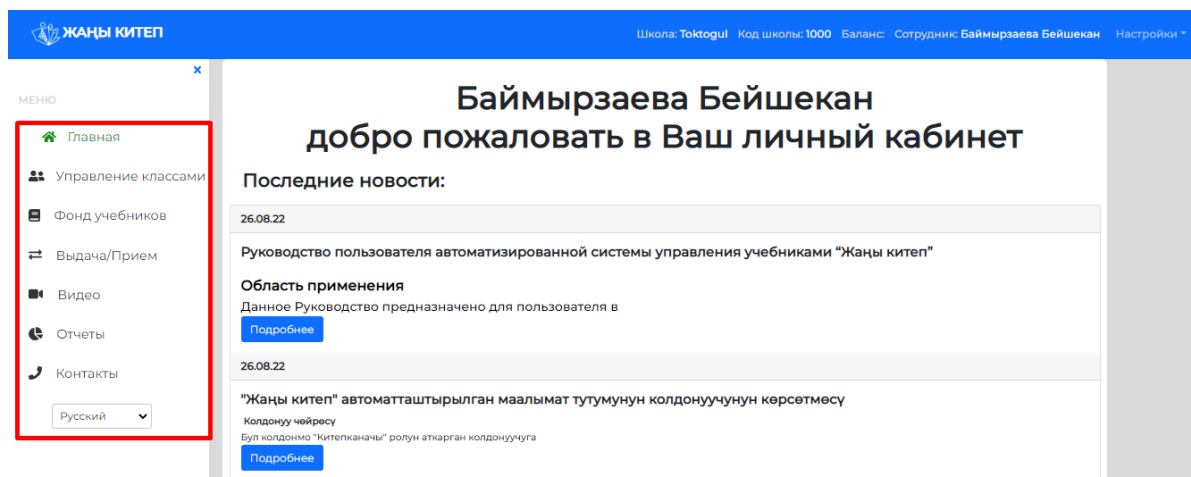 ЖАҢЫ КИТЕП
Школа: Toktogul Код школы: 1000 Баланс: Сотрудник: Баймырзаева Бейшекан Настройки
×
МЕНЮ
Главная
Управление классами
Фонд учебников
Выдача/Прием
Видео
Отчеты
Контакты
Русский
Баймырзаева Бейшекан
добро пожаловать в Ваш личный кабинет
Последние новости:
26.08.22
Руководство пользователя автоматизированной системы управления учебниками “Жаңы китеп”
Область применения
Данное Руководство предназначено для пользователя в
Подробнее
26.08.22
"Жаңы китеп" автоматташтырылган маалымат тутумунун колдонуучунун көрсөтмөсү
Колдонуу чөйрөсү
Бул колдонмо "Китепканачы" ролун аткарган колдонуучуга
Подробнее